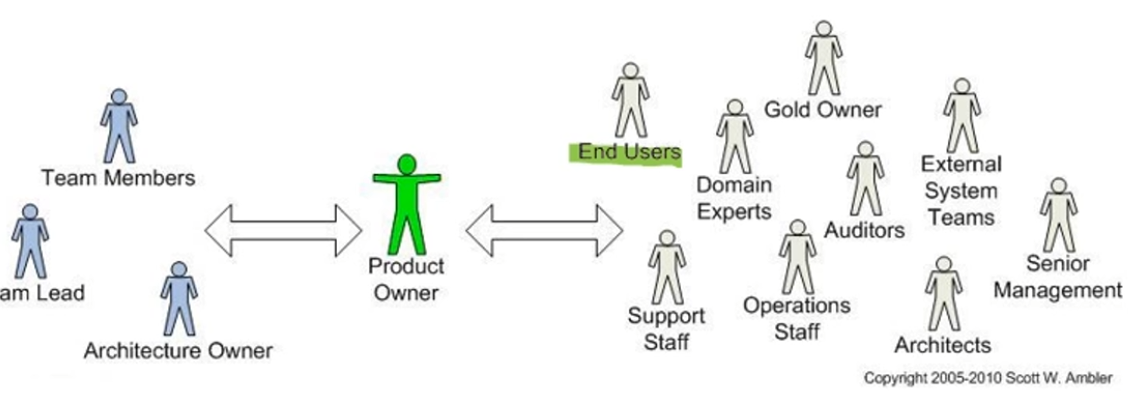 Team Members
am Lead
Architecture Owner
Product
Owner
End Users
Gold Owner
Domain
Experts
External
System
Teams
Auditors
Support
Staff
Operations
Staff
Senior
Management
Architects
Copyright 2005-2010 Scott W. Ambler